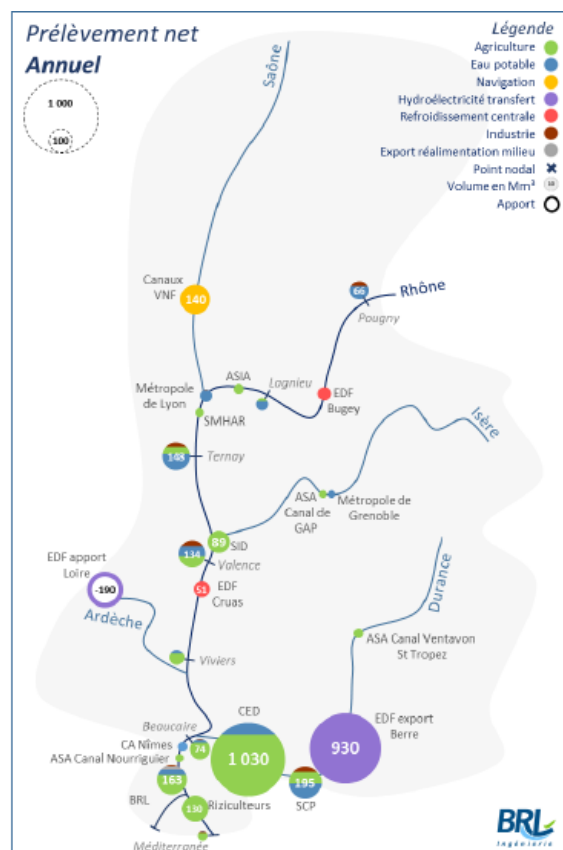 Prélèvement net
Annuel
1 000
100
Légende
Agriculture
Eau potable
Navigation
Hydroélectricité transfert
Refroidissement centrale
Industrie
Export réalimentation milieu
Point nodal
Volume en Mm³
Apport
Saône
Canaux
VNF
140
66
Rhône
Pougny
ASIA
Lagnieu
Métropole
de Lyon
EDF
Bugey
SMHAR
Isère
148
Ternay
ASA
Canal de
GAP
Métropole de
Grenoble
89
SID
134
Valence
EDF apport
Loire
-190
51
EDF
Cruas
Ardèche
Durance
ASA Canal Ventavon
St Tropez
Viviers
CED
EDF export
Berre
Beaucaire
CA Nîmes
74
1 030
930
ASA Canal Nourriguier
163
195
BRL
130
Riziculteurs
SCP
Méditerranée
BRL
Ingénierie